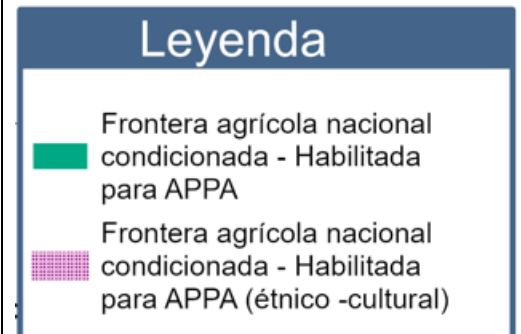 Leyenda
Frontera agrícola nacional
condicionada - Habilitada
para APPA
Frontera agrícola nacional
condicionada - Habilitada
para APPA (étnico -cultural)